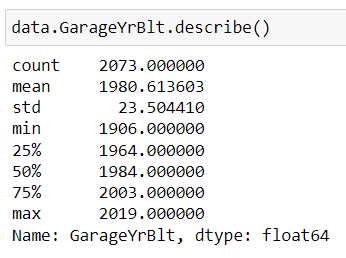 data.GarageYrBlt.describe()
count    2073.000000
mean     1980.613603
std        23.504410
min      1906.000000
25%      1964.000000
50%      1984.000000
75%      2003.000000
max      2019.000000
Name: GarageYrBlt, dtype: float64